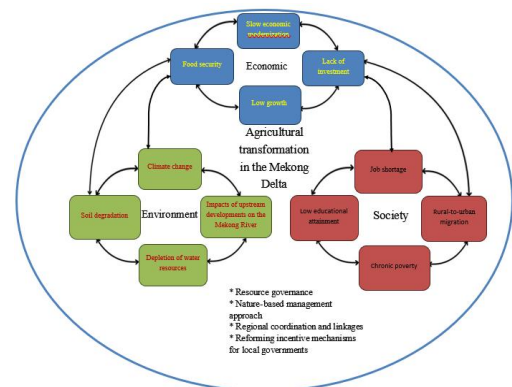 Slow economic
modernization
Food security
Economic
Lack of
investment
Low growth
Agricultural
transformation
in the Mekong
Delta
Climate change
Job shortage
Soil degradation
Environment
Impacts of upstream
developments on the
Mekong River
Low educational
attainment
Society
Rural-to-urban
migration
Depletion of water
resources
Chronic poverty
* Resource governance
* Nature-based management
approach
* Regional coordination and linkages
* Reforming incentive mechanisms
for local governments